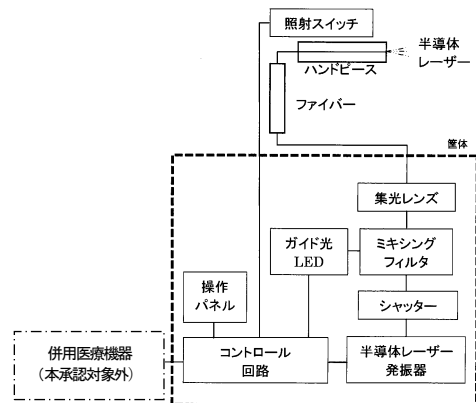 照射スイッチ
半導体
レーザー
ハンドピース
ファイバー
筐体
集光レンズ
ガイド光
LED
ミキシング
フィルタ
操作
パネル
シャッター
併用医療機器
（本承認対象外）
コントロール
回路
半導体レーザー
発振器